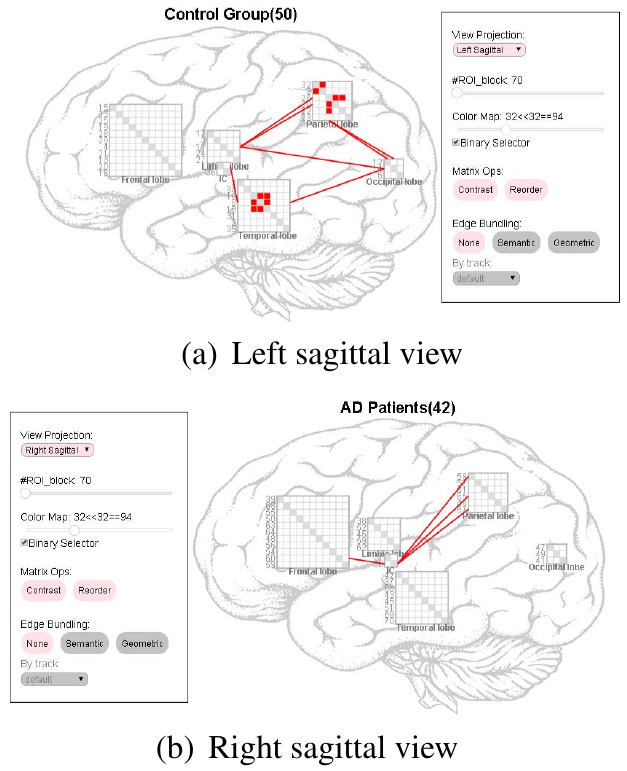 Control Group(50)
View Projection:
Left Sagittal
#ROI_block: 70
Color Map: 32<<32==94
Binary Selector
Matrix Ops:
Contrast Reorder
Edge Bundling:
None Semantic Geometric
By track:
default
Frontal lobe
Parietal lobe
IC
Occipital lobe
Temporal lobe
(a) Left sagittal view
AD Patients(42)
View Projection:
Right Sagittal
#ROI_block: 70
Color Map: 32<<32==94
Binary Selector
Matrix Ops:
Contrast Reorder
Edge Bundling:
None Semantic Geometric
By track:
default
Frontal lobe
Parietal lobe
Limbic lobe
IC
Occipital lobe
Temporal lobe
(b) Right sagittal view